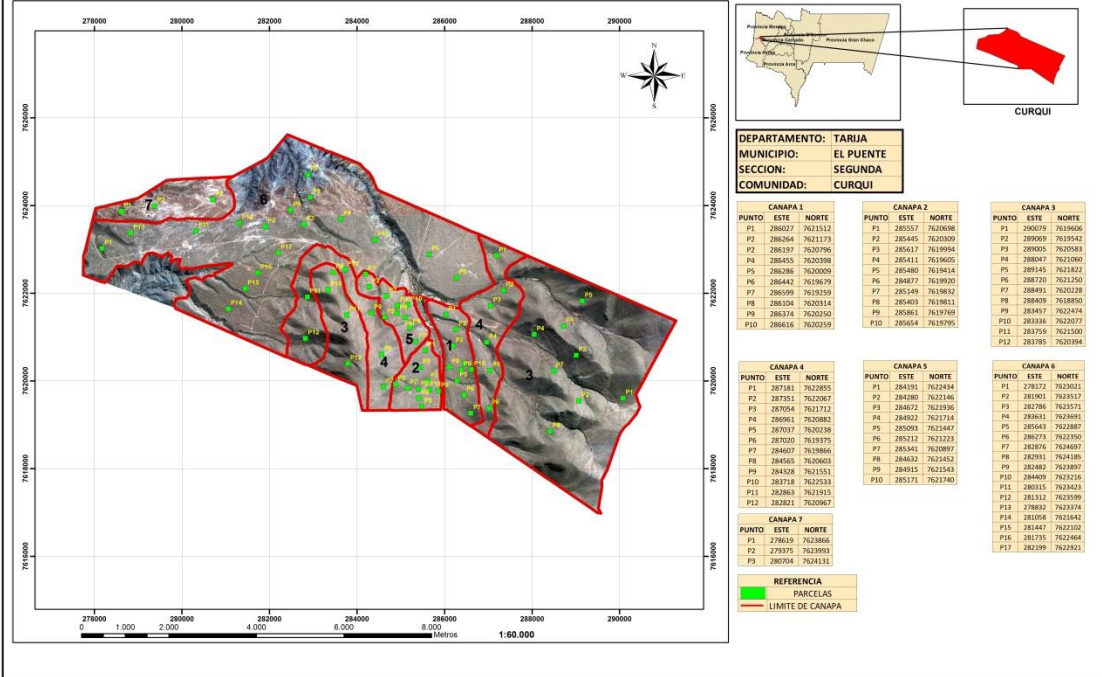 278000 280000 282000 284000 286000 288000 290000
7626000 7624000 7622000 7620000 7618000 7616000
N
W E
S
7
6
3
4
5
2
1
4
3
278000 280000 282000 284000 286000 288000 290000
0 1.000 2.000 4.000 6.000 8.000
Metros
1:60.000
Provincia Gran Chaco
Provincia Arce
CURQUI
DEPARTAMENTO: TARIJA
MUNICIPIO: EL PUENTE
SECCION: SEGUNDA
COMUNIDAD: CURQUI
CANAPA 1
PUNTO ESTE NORTE
P1 286027 7621512
P2 286264 7621173
P3 286197 7620796
P4 286455 7620398
P5 286286 7620009
P6 286442 7619679
P7 286599 7619259
P8 286104 7620314
P9 286374 7620250
P10 286616 7620259
CANAPA 2
PUNTO ESTE NORTE
P1 285557 7620698
P2 285445 7620309
P3 285617 7619994
P4 285411 7619605
P5 285480 7619414
P6 284877 7619920
P7 285149 7619832
P8 285403 7619811
P9 285861 7619769
P10 285654 7619795
CANAPA 3
PUNTO ESTE NORTE
P1 290079 7619606
P2 289069 7619542
P3 289005 7620583
P4 288047 7621060
P5 289145 7621822
P6 288720 7621250
P7 288491 7620228
P8 288409 7618850
P9 283457 7622474
P10 283336 7622077
P11 283759 7621500
P12 283785 7620394
CANAPA 4
PUNTO ESTE NORTE
P1 287181 7622855
P2 287351 7622067
P3 287054 7621712
P4 286961 7620882
P5 287037 7620238
P6 287020 7619375
P7 284607 7619866
P8 284565 7620603
P9 284328 7621551
P10 283718 7622533
P11 282863 7621915
P12 282821 7620967
CANAPA 5
PUNTO ESTE NORTE
P1 284191 7622434
P2 284280 7622146
P3 284672 7621936
P4 284922 7621714
P5 285093 7621447
P6 285212 7621223
P7 285341 7620897
P8 284632 7621452
P9 284915 7621543
P10 285171 7621740
CANAPA 6
PUNTO ESTE NORTE
P1 278172 7623021
P2 281901 7623517
P3 282786 7623571
P4 283631 7623691
P5 285643 7622887
P6 286273 7622350
P7 282876 7624697
P8 282931 7624185
P9 282482 7623897
P10 284409 7623216
P11 280315 7623423
P12 281312 7623599
P13 278832 7623374
P14 281058 7621642
P15 281447 7622102
P16 281735 7622464
P17 282199 7622921
CANAPA 7
PUNTO ESTE NORTE
P1 278619 7623866
P2 279375 7623993
P3 280704 7624131
REFERENCIA
PARCELAS
LIMITE DE CANAPA